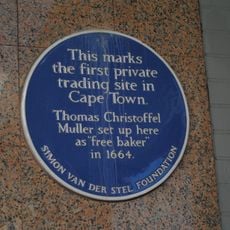 This marks
the first private
trading site in
Cape Town.
Thomas Christoffel
Muller set up here
as "free baker"
in 1664.
SIMON VAN DER STEL FOUNDATION